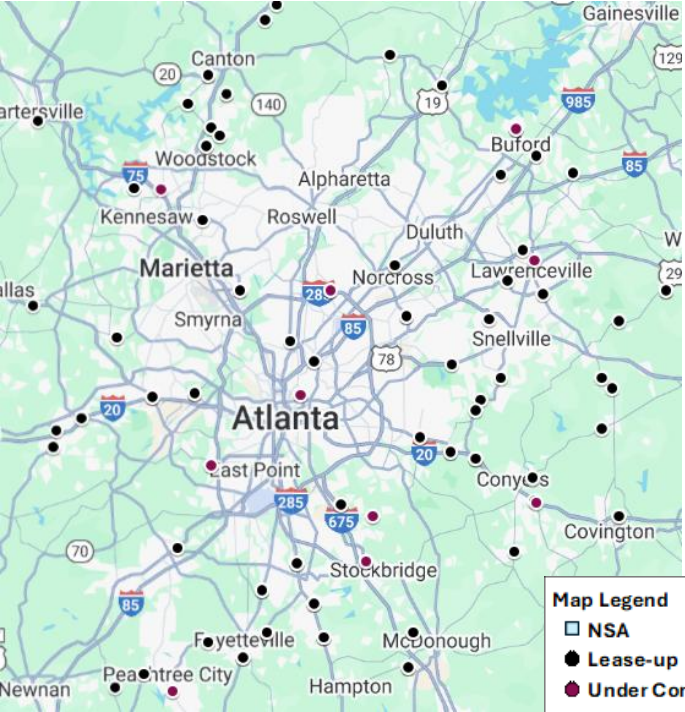 Gainesville
Canton
20
129
140
19
985
artersville
Buford
Woodstock
75
85
Alpharetta
Kennesaw
Roswell
Duluth
W
Marietta
Norcross
Lawrenceville
29
285
allas
Smyrna
85
Snellville
78
20
Atlanta
20
East Point
Conyers
285
675
Covington
70
Stockbridge
85
Map Legend
NSA
Fayetteville
McDonough
Lease-up
Peachtree City
Newnan
Hampton
Under Con